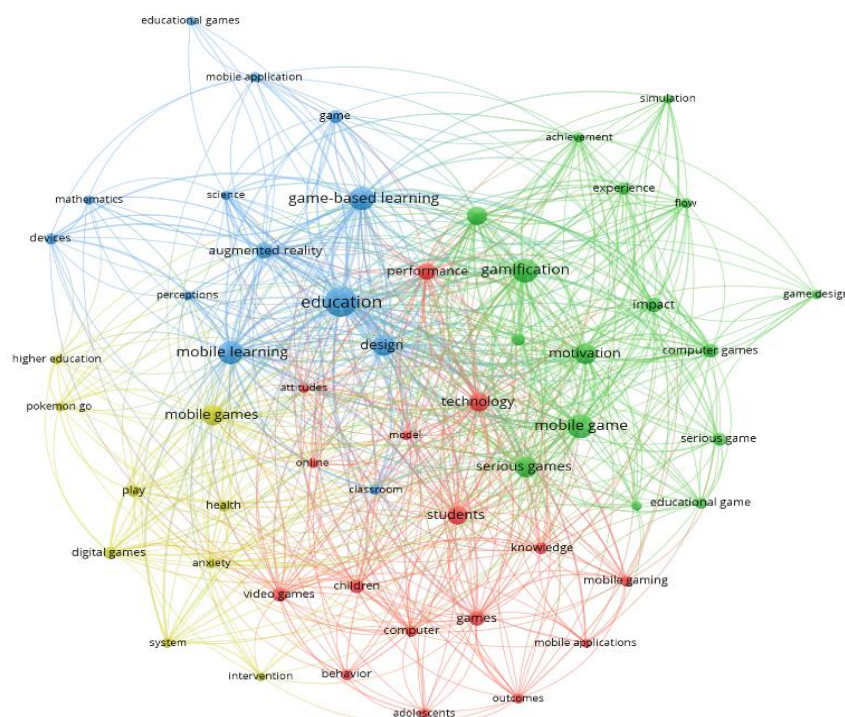 educational games
mobile application
simulation
game
achievement
experience
science
mathematics
game-based learning
flow
devices
augmented reality
performance
gamification
perceptions
education
impact
game design
mobile learning
design
motivation
computer games
higher education
attitudes
pokemon go
mobile games
technology
model
mobile game
serious game
online
serious games
play
classroom
health
educational game
students
digital games
knowledge
anxiety
mobile gaming
children
video games
games
computer
system
mobile applications
behavior
intervention
outcomes
adolescents